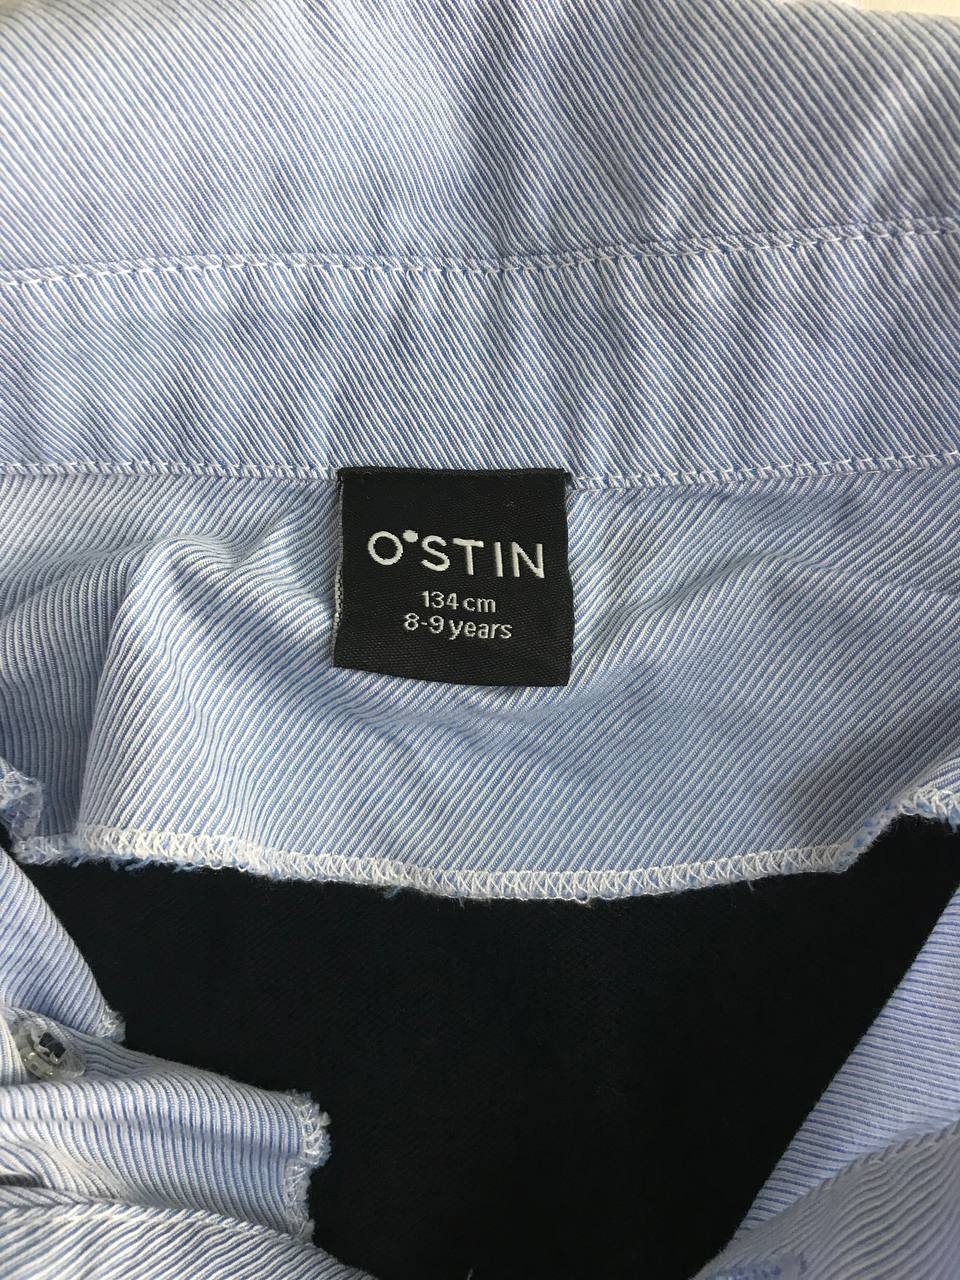 O'STIN
134 cm
8-9 years